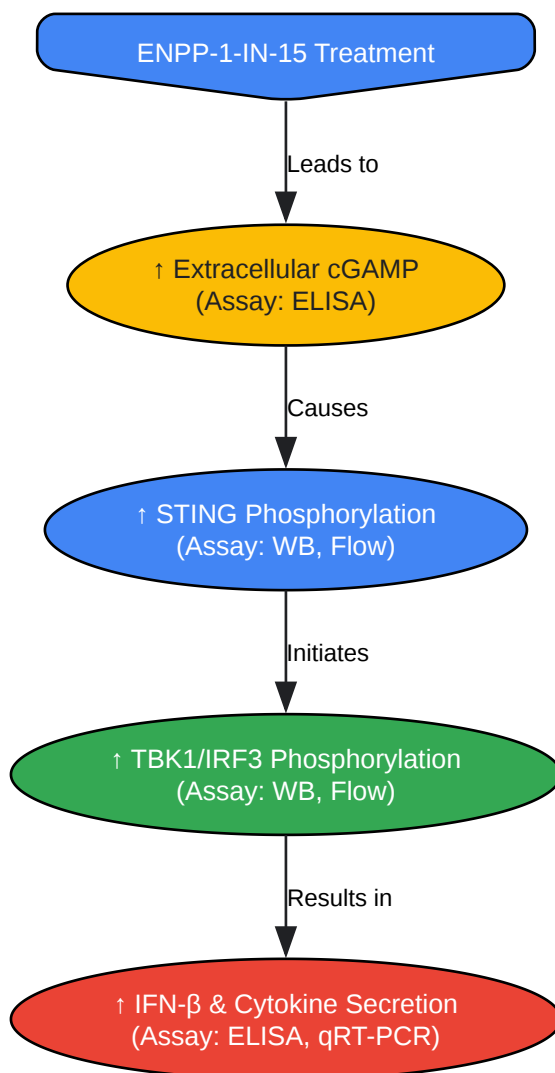 ENPP-1-IN-15 Treatment
Leads to
↑ Extracellular cGAMP
(Assay: ELISA)
Causes
↑ STING Phosphorylation
(Assay: WB, Flow)
Initiates
↑ TBK1/IRF3 Phosphorylation
(Assay: WB, Flow)
Results in
↑ IFN-β & Cytokine Secretion
(Assay: ELISA, qRT-PCR)